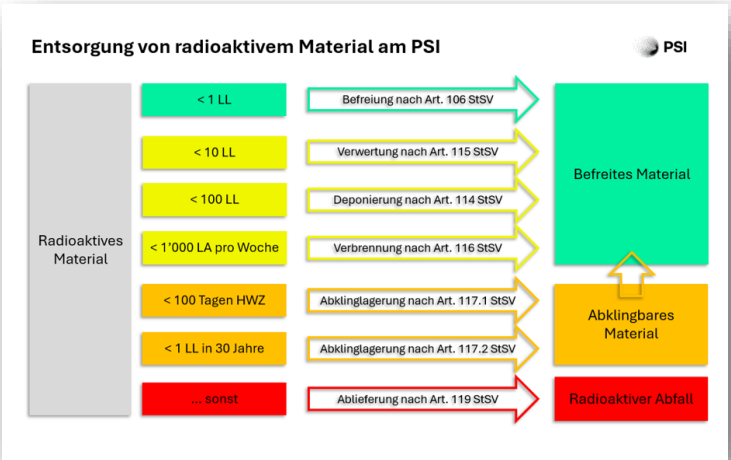 Entsorgung von radioaktivem Material am PSI
PSI
Radioaktives
Material
< 1 LL
Befreiung nach Art. 106 StSV
< 10 LL
Verwertung nach Art. 115 StSV
< 100 LL
Deponierung nach Art. 114 StSV
< 1’000 LA pro Woche
Verbrennung nach Art. 116 StSV
Befreites Material
< 100 Tagen HWZ
Abklinglagerung nach Art. 117.1 StSV
< 1 LL in 30 Jahre
Abklinglagerung nach Art. 117.2 StSV
Abklingbares
Material
... sonst
Ablieferung nach Art. 119 StSV
Radioaktiver Abfall